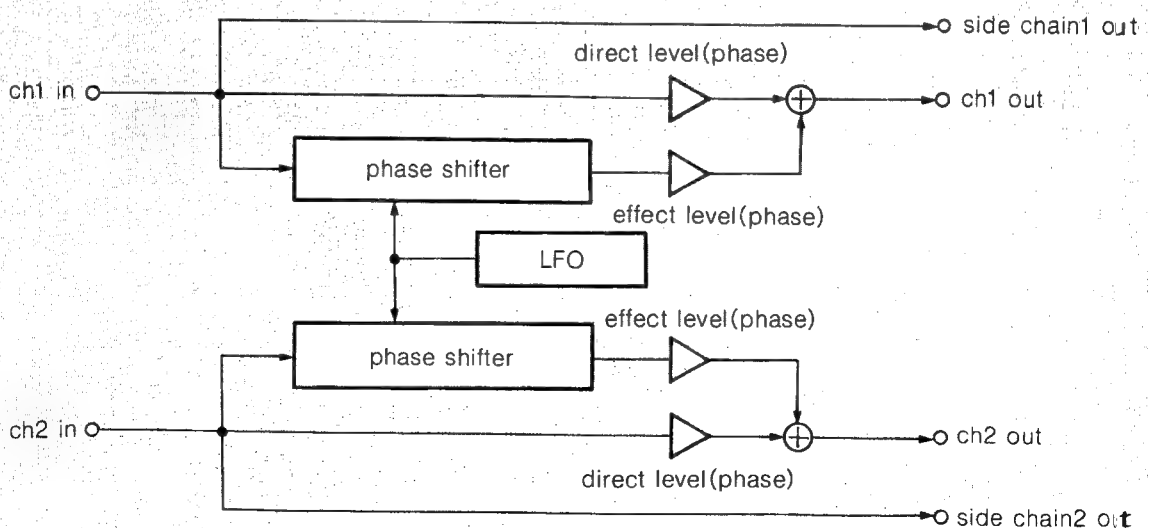 side chain1 out
direct level(phase)
ch1 in
ch1 out
phase shifter
effect level(phase)
LFO
effect level(phase)
phase shifter
ch2 in
ch2 out
direct level(phase)
side chain2 out